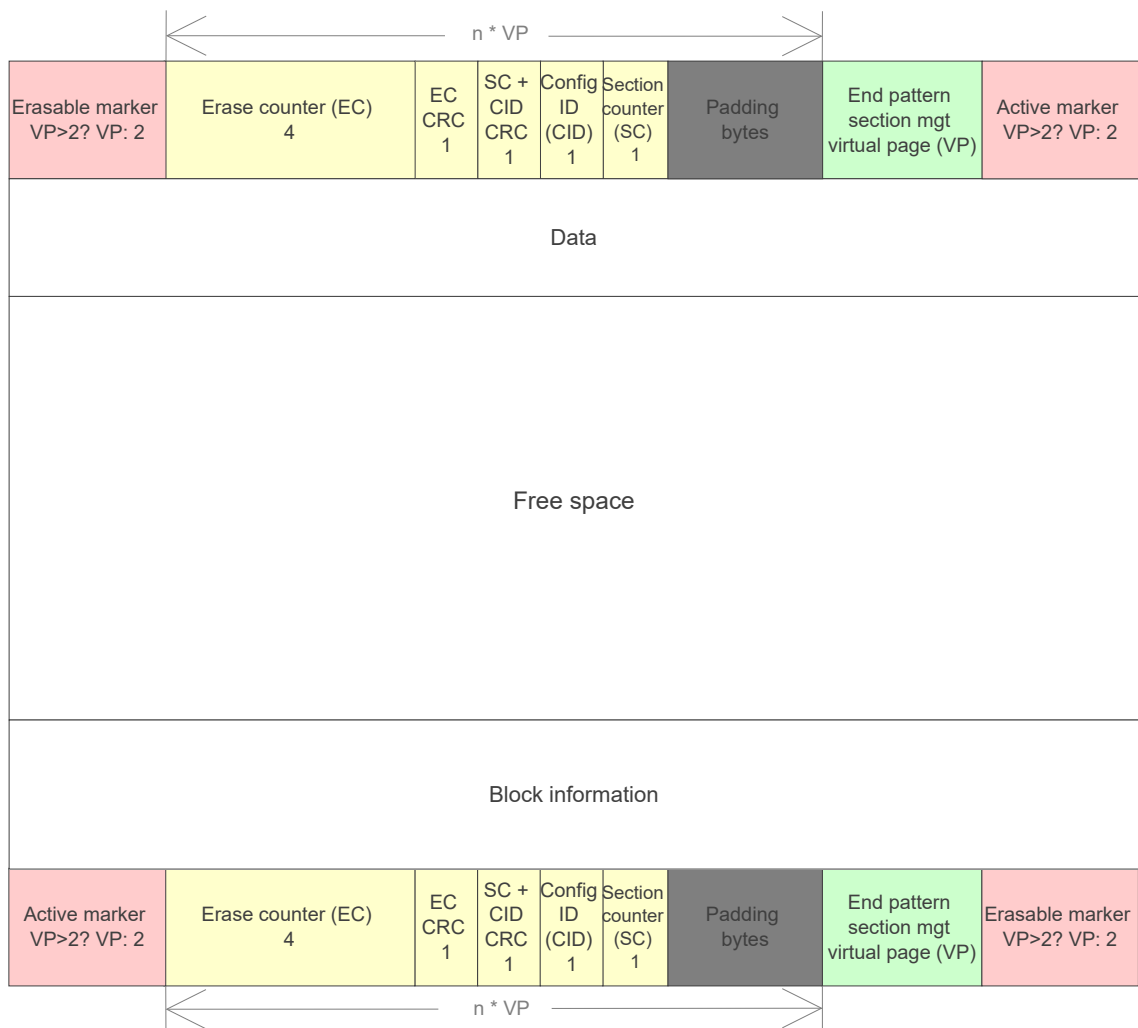 n * VP
Erasable marker
VP>2? VP: 2
Erase counter (EC)
4
EC
CRC
1
SC +
CID
CRC
1
Config
ID
(CID)
1
Section
counter
(SC)
1
Padding
bytes
End pattern
section mgt
virtual page (VP)
Active marker
VP>2? VP: 2
Data
Free space
Block information
Active marker
VP>2? VP: 2
Erase counter (EC)
4
EC
CRC
1
SC +
CID
CRC
1
Config
ID
(CID)
1
Section
counter
(SC)
1
Padding
bytes
End pattern
section mgt
virtual page (VP)
Erasable marker
VP>2? VP: 2
n * VP